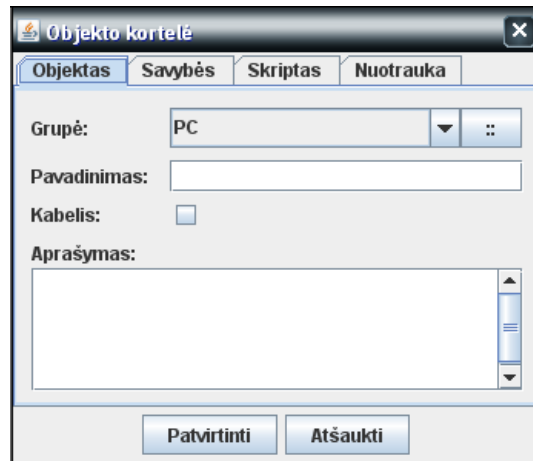 Objekto kortelė
Objektas Savybės Skriptas Nuotrauka
Grupė: PC ::
Pavadinimas:
Kabelis:
Aprašymas:
Patvirtinti Atšaukti